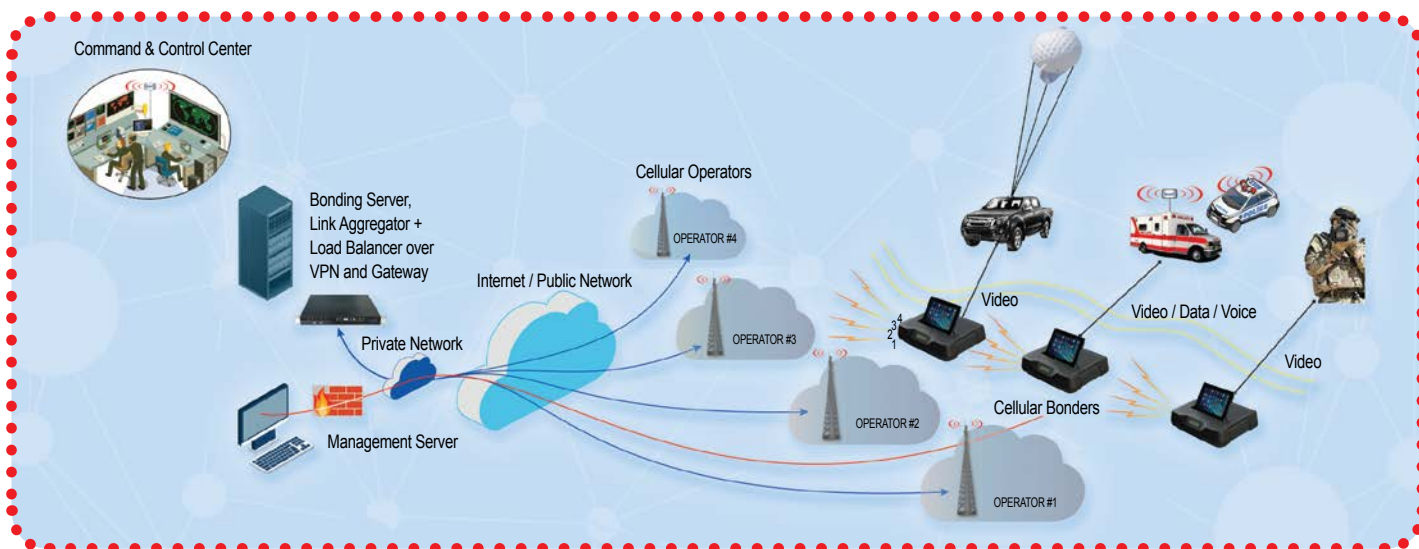 Command & Control Center
Bonding Server,
Link Aggregator +
Load Balancer over
VPN and Gateway
Private Network
Management Server
Internet / Public Network
Cellular Operators
OPERATOR #4
OPERATOR #3
OPERATOR #2
OPERATOR #1
4
3
2
1
Video
Video / Data / Voice
Video
Cellular Bonders